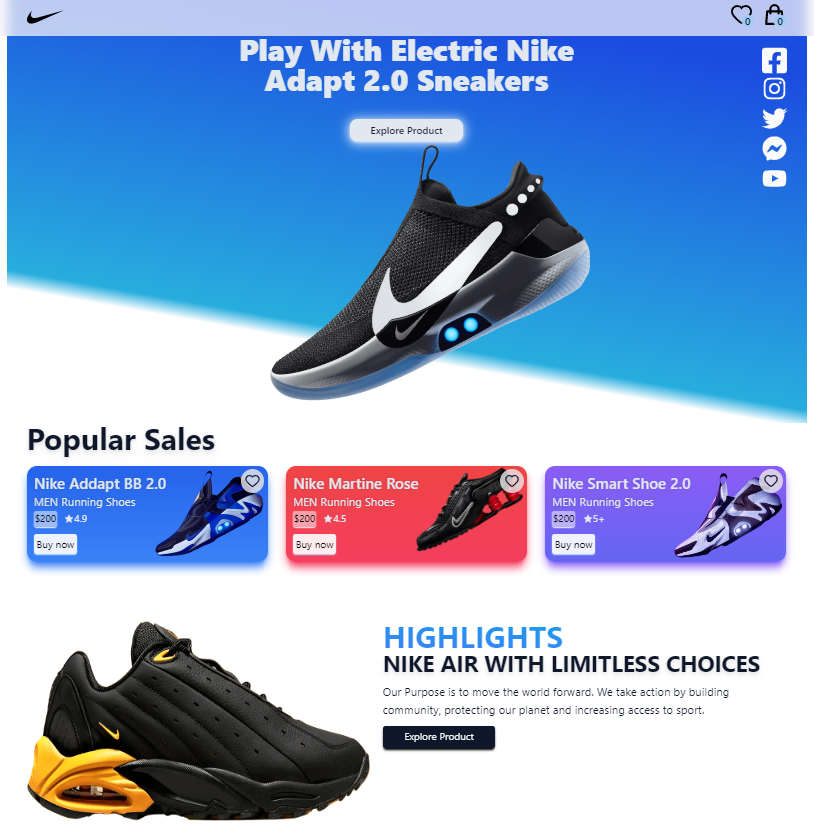 0
0
Play With Electric Nike
Adapt 2.0 Sneakers
Explore Product
Popular Sales
Nike Addapt BB 2.0
MEN Running Shoes
$200 4.9
Buy now
Nike Martine Rose
MEN Running Shoes
$200 4.5
Buy now
Nike Smart Shoe 2.0
MEN Running Shoes
$200 5+
Buy now
HIGHLIGHTS
NIKE AIR WITH LIMITLESS CHOICES
Our Purpose is to move the world forward. We take action by building
community, protecting our planet and increasing access to sport.
Explore Product